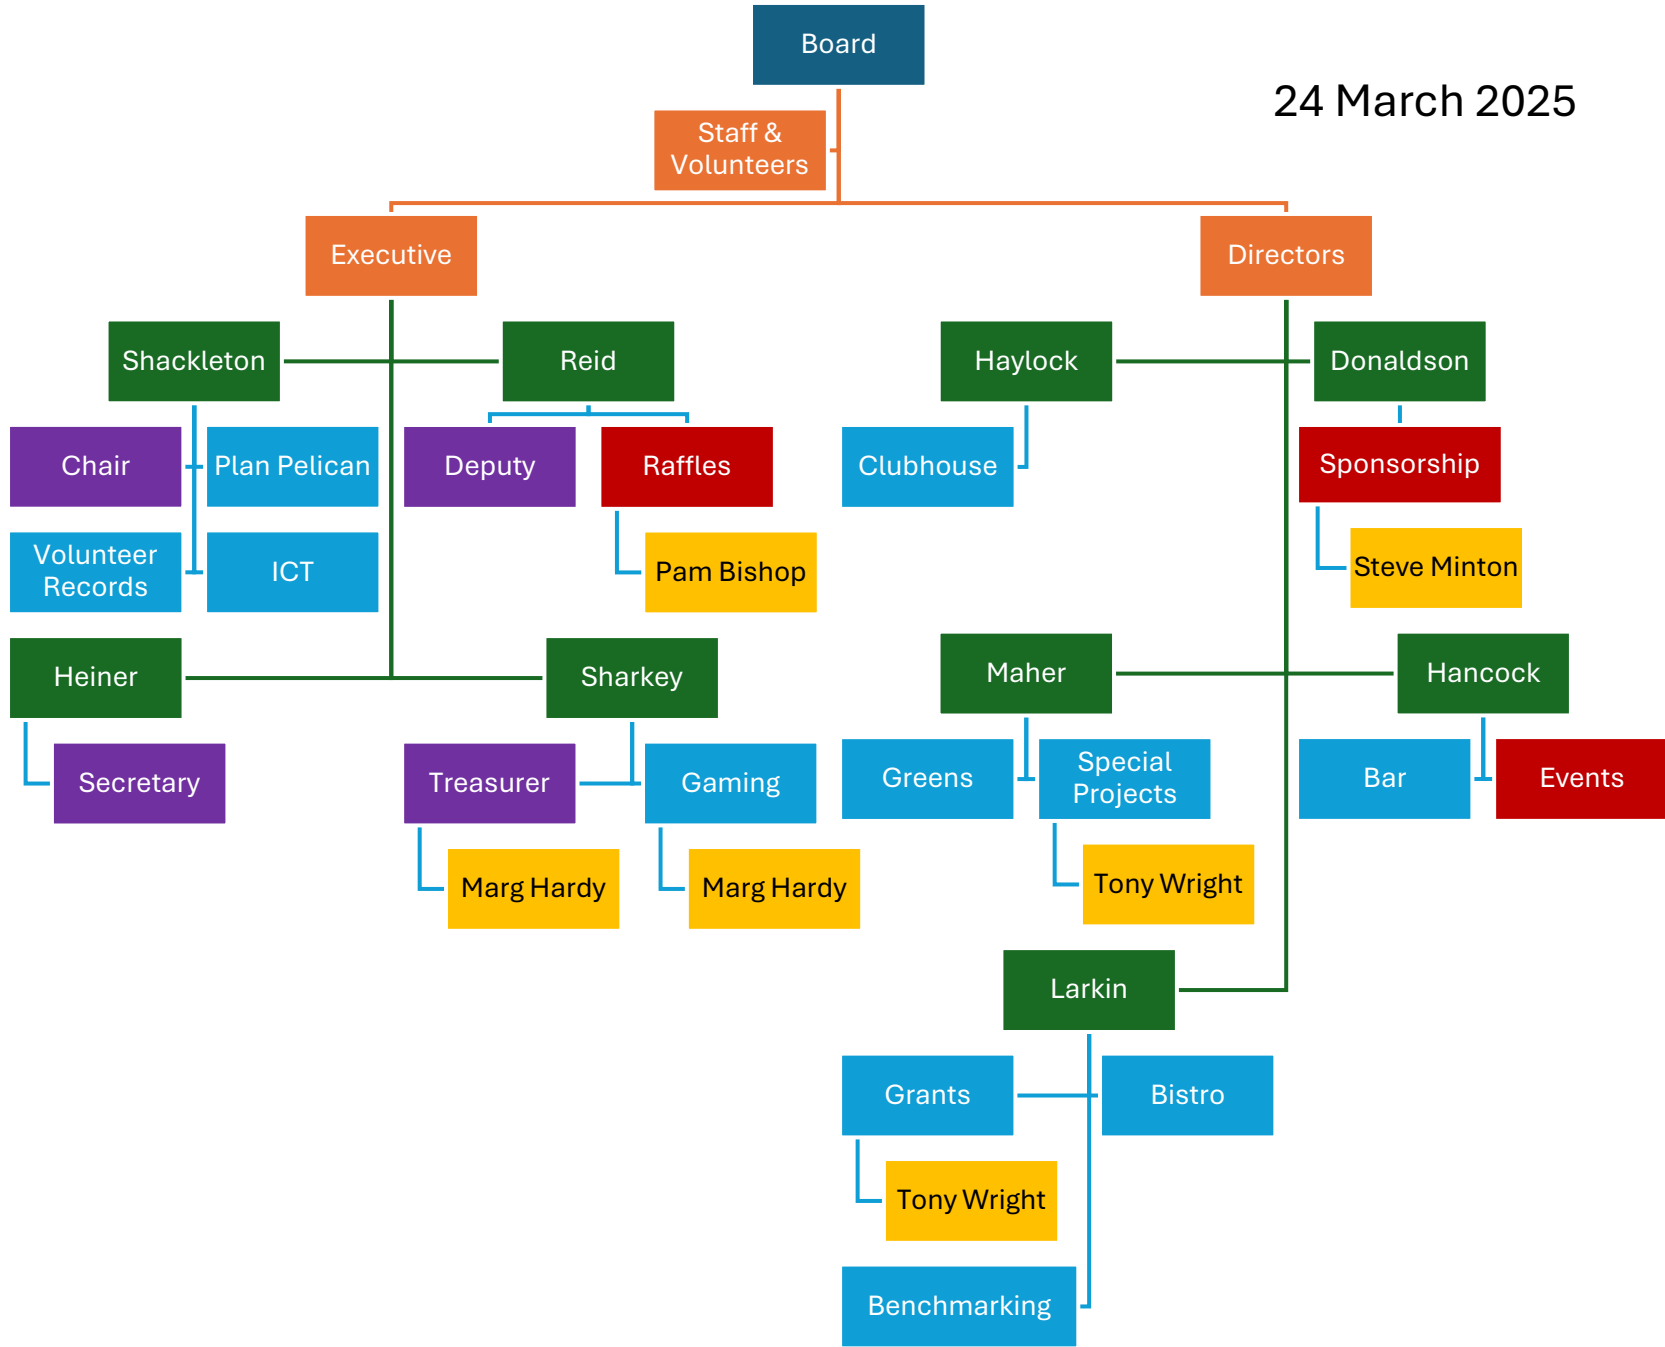 Board
24 March 2025
Staff &
Volunteers
Executive
Directors
Shackleton
Reid
Haylock
Donaldson
Chair
Plan Pelican
Deputy
Raffles
Clubhouse
Sponsorship
Volunteer
Records
ICT
Pam Bishop
Steve Minton
Heiner
Sharkey
Maher
Hancock
Secretary
Treasurer
Gaming
Greens
Special
Projects
Bar
Events
Marg Hardy
Marg Hardy
Tony Wright
Larkin
Grants
Bistro
Tony Wright
Benchmarking